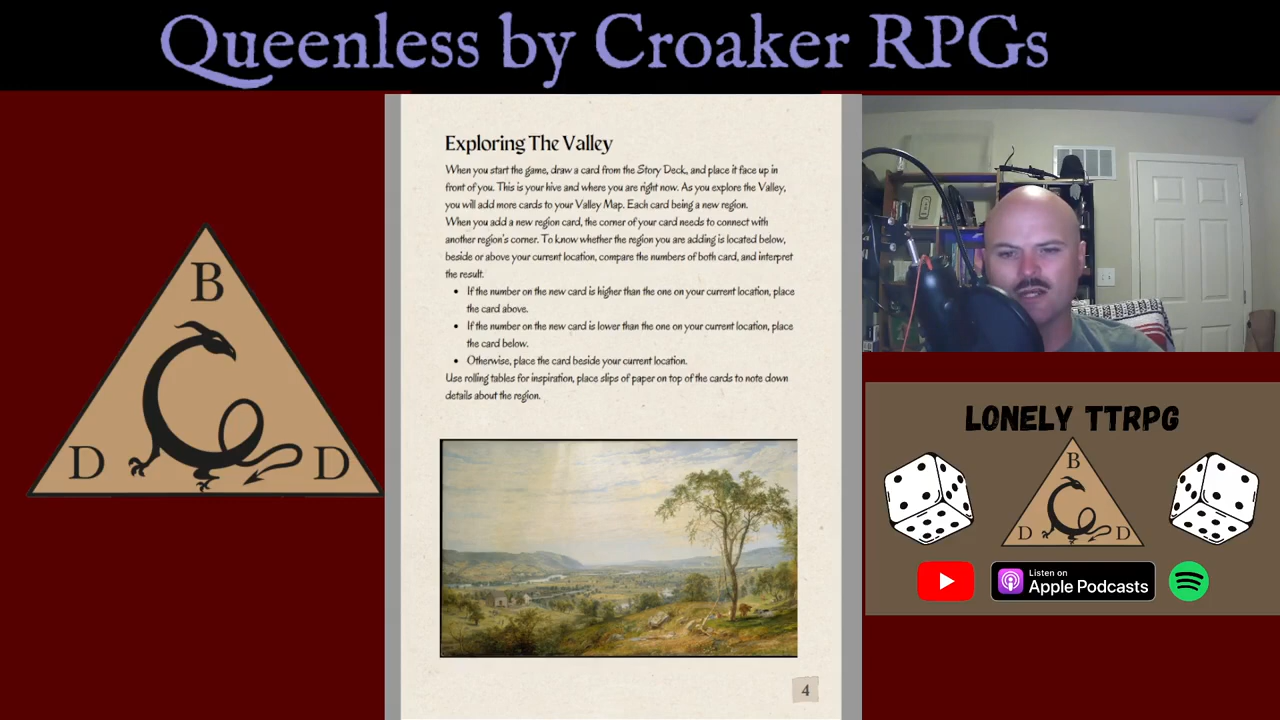 Queenless by Croaker RPGs
B
D
D
Exploring The Valley
When you start the game, draw a card from the Story Deck, and place it face up in
front of you. This is your hive and where you are right now. As you explore the Valley,
you will add more cards to your Valley Map. Each card being a new region.
When you add a new region card, the corner of your card needs to connect with
another region's corner. To know whether the region you are adding is located below,
beside or above your current location, compare the numbers of both card, and interpret
the result.
• If the number on the new card is higher than the one on your current location, place
the card above.
• If the number on the new card is lower than the one on your current location, place
the card below.
• Otherwise, place the card beside your current location.
Use rolling tables for inspiration, place slips of paper on top of the cards to note down
details about the region.
4
LONELY TTRPG
B
D
D
Listen on
Apple Podcasts